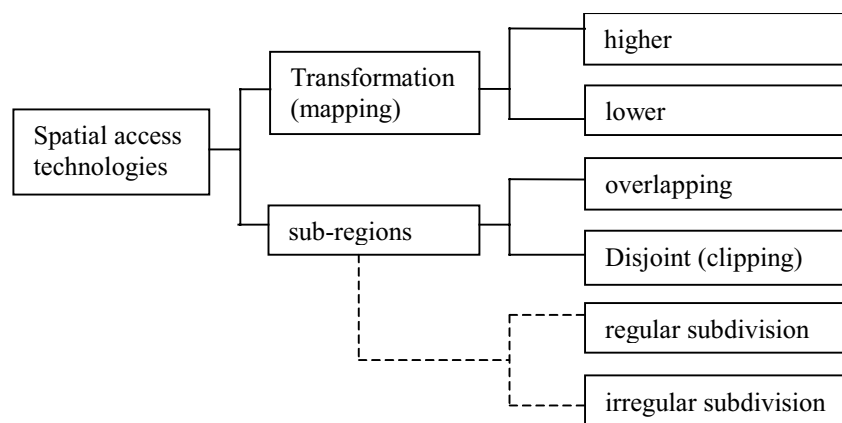 higher
Transformation
(mapping)
lower
Spatial access
technologies
overlapping
sub-regions
Disjoint (clipping)
regular subdivision
irregular subdivision